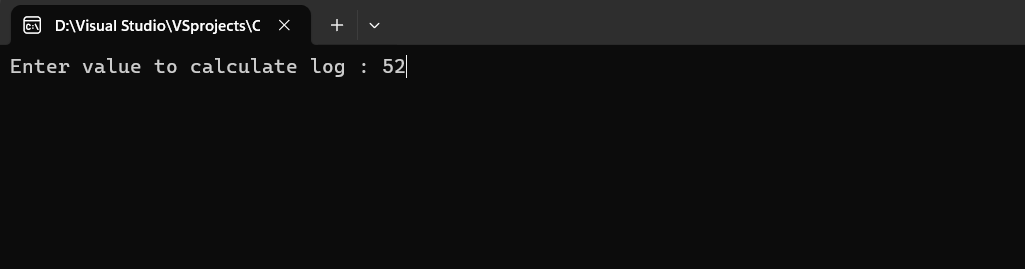 D:\Visual Studio\VSprojects\C
Enter value to calculate log : 52